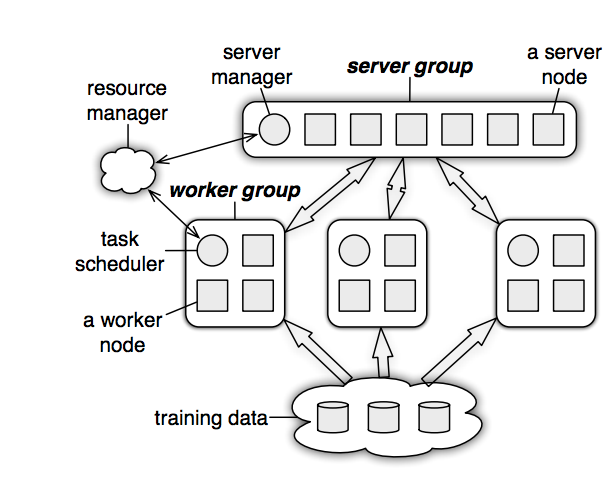 server
manager
server group
a server
node
resource
manager
worker group
task
scheduler
a worker
node
training data